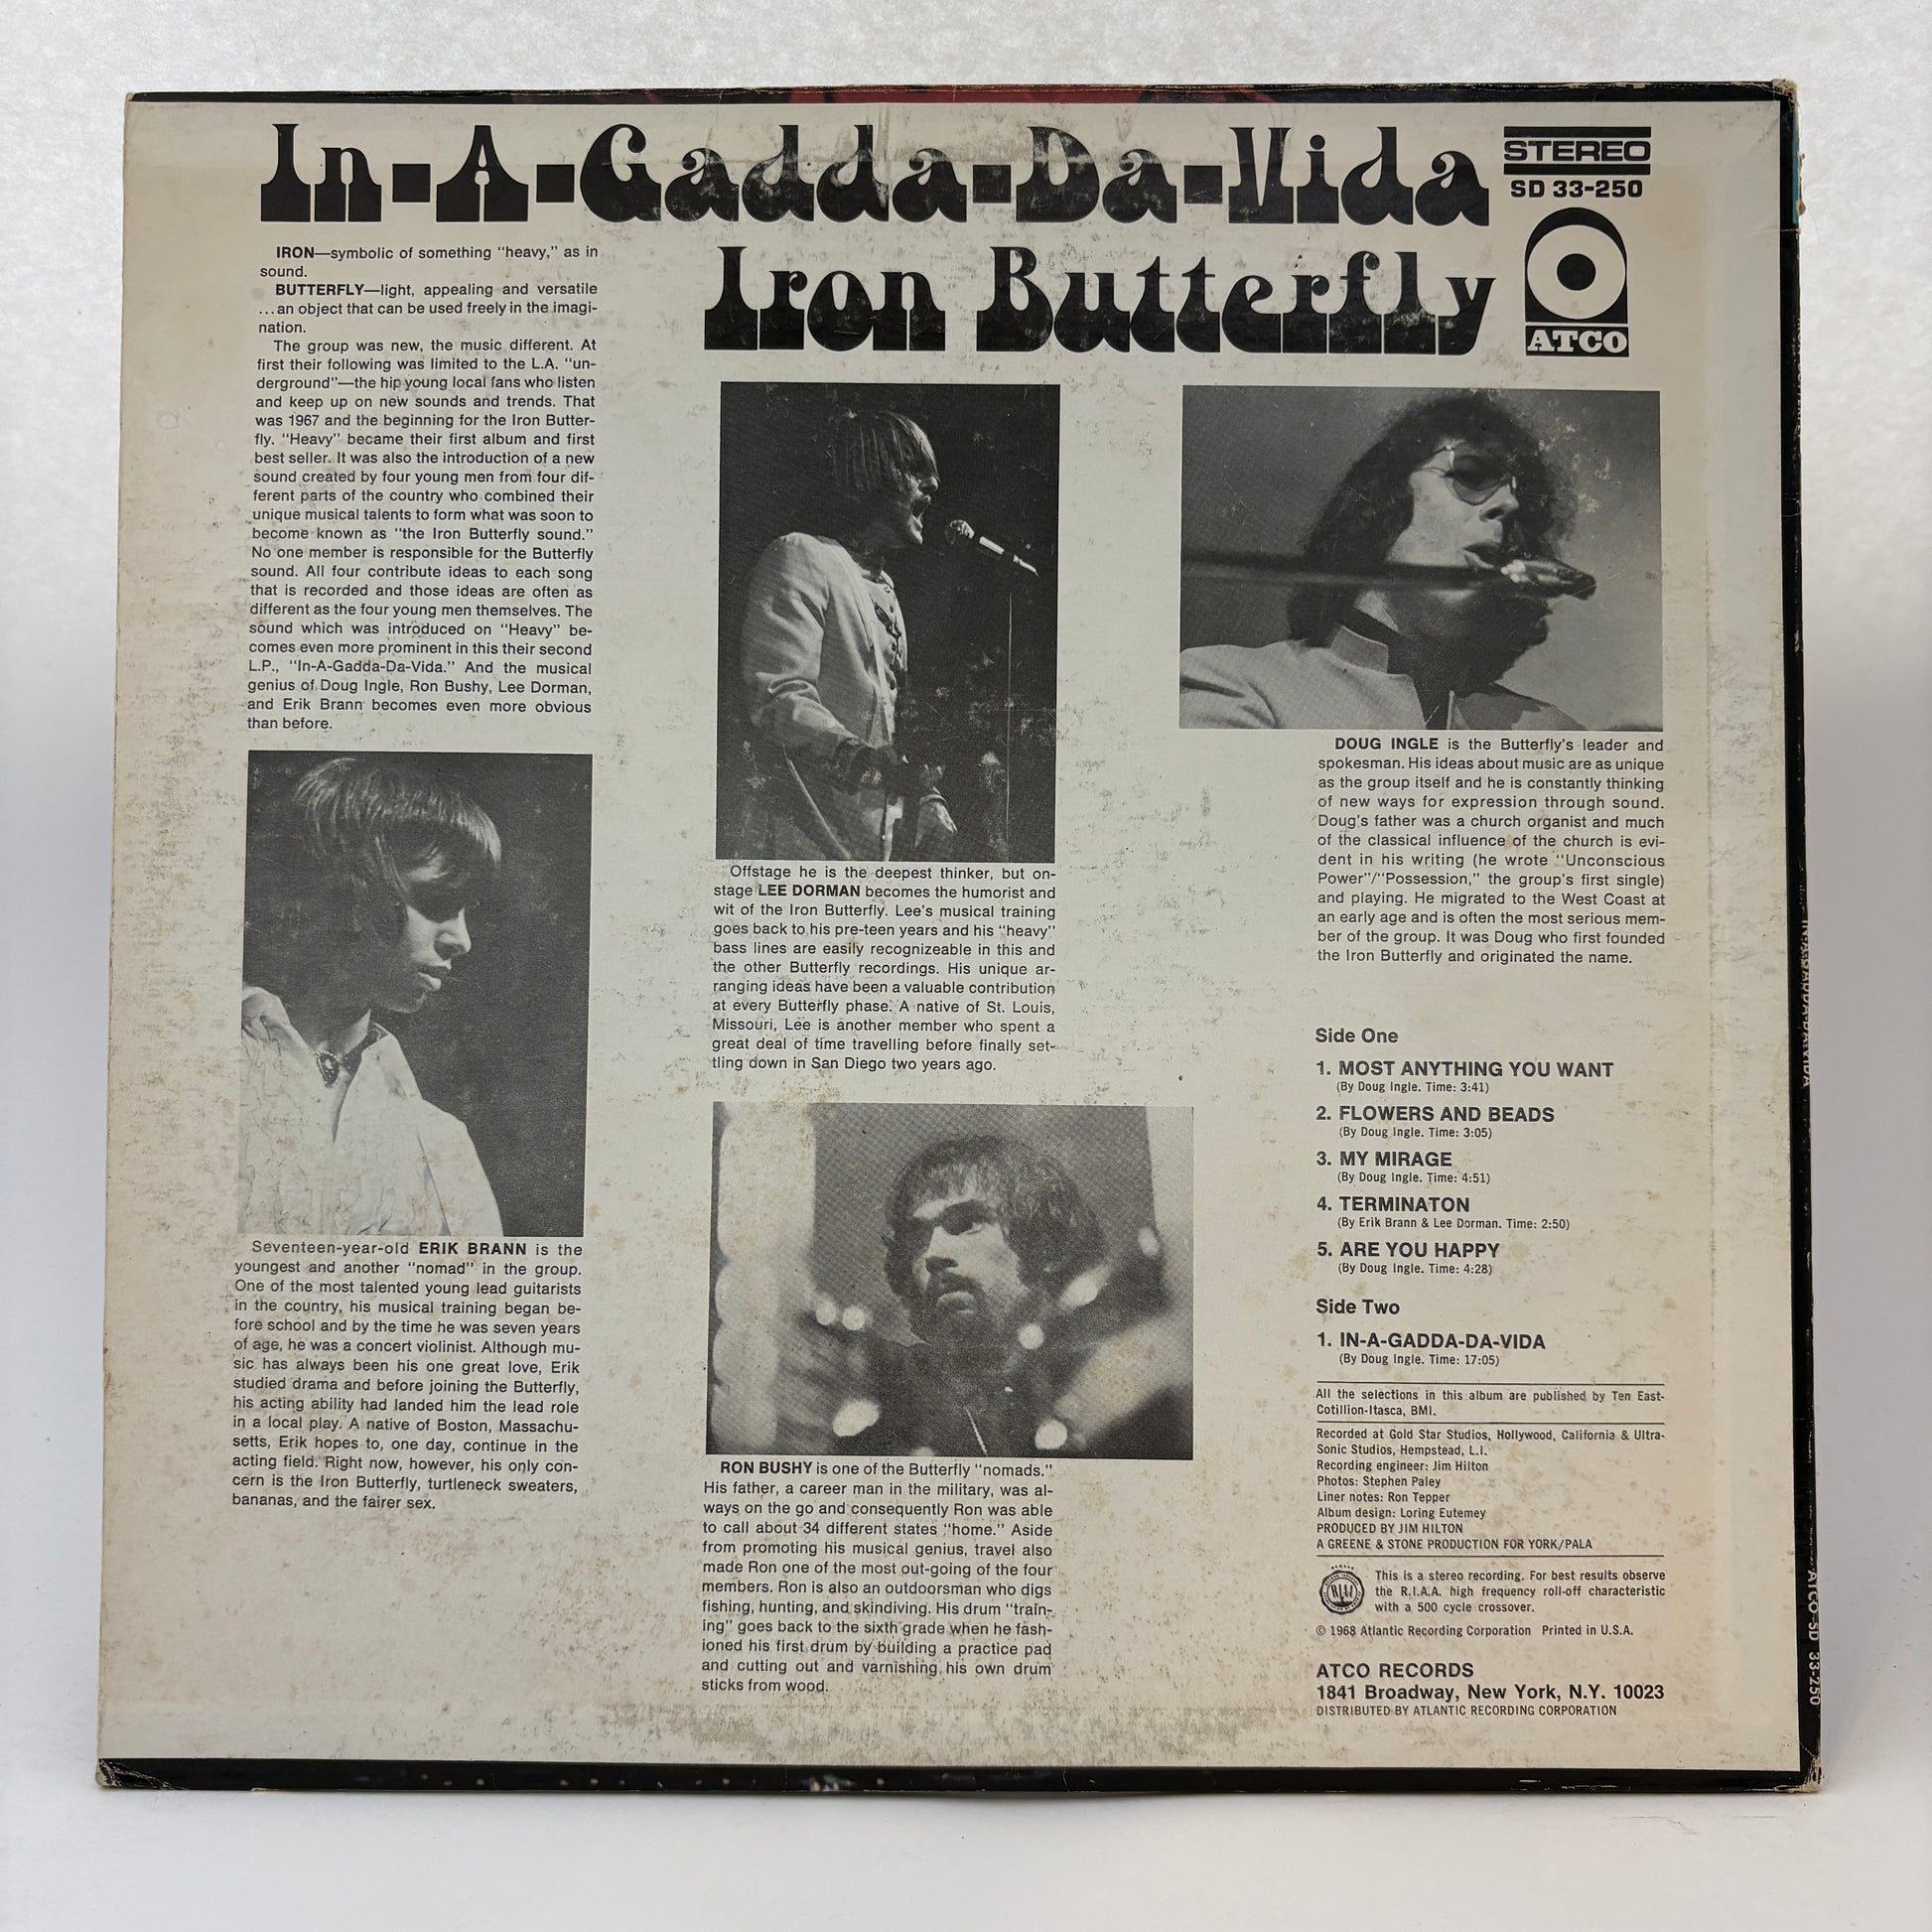 In-A-Gadda-Da-Vida
STEREO
SD 33-250
Iron Butterfly
ATCO
IRON—symbolic of something "heavy," as in
sound.
BUTTERFLY—light, appealing and versatile
...an object that can be used freely in the imagi-
nation.
The group was new, the music different. At
first their following was limited to the L.A. "un-
derground"—the hip young local fans who listen
and keep up on new sounds and trends. That
was 1967 and the beginning for the Iron Butter-
fly. "Heavy" became their first album and first
best seller. It was also the introduction of a new
sound created by four young men from four dif-
ferent parts of the country who combined their
unique musical talents to form what was soon to
become known as "the Iron Butterfly sound."
No one member is responsible for the Butterfly
sound. All four contribute ideas to each song
that is recorded and those ideas are often as
different as the four young men themselves. The
sound which was introduced on "Heavy" be-
comes even more prominent in this their second
L.P., "In-A-Gadda-Da-Vida." And the musical
genius of Doug Ingle, Ron Bushy, Lee Dorman,
and Erik Brann becomes even more obvious
than before.
Seventeen-year-old ERIK BRANN is the
youngest and another "nomad" in the group.
One of the most talented young lead guitarists
in the country, his musical training began be-
fore school and by the time he was seven years
of age, he was a concert violinist. Although mu-
sic has always been his one great love, Erik
studied drama and before joining the Butterfly,
his acting ability had landed him the lead role
in a local play. A native of Boston, Massachu-
setts, Erik hopes to, one day, continue in the
acting field. Right now, however, his only con-
cern is the Iron Butterfly, turtleneck sweaters,
bananas, and the fairer sex.
Offstage he is the deepest thinker, but on-
stage LEE DORMAN becomes the humorist and
wit of the Iron Butterfly. Lee's musical training
goes back to his pre-teen years and his "heavy"
bass lines are easily recognizeable in this and
the other Butterfly recordings. His unique ar-
ranging ideas have been a valuable contribution
at every Butterfly phase. A native of St. Louis,
Missouri, Lee is another member who spent a
great deal of time travelling before finally set-
tling down in San Diego two years ago.
RON BUSHY is one of the Butterfly "nomads."
His father, a career man in the military, was al-
ways on the go and consequently Ron was able
to call about 34 different states "home." Aside
from promoting his musical genius, travel also
made Ron one of the most out-going of the four
members. Ron is also an outdoorsman who digs
fishing, hunting, and skindiving. His drum "train-
ing" goes back to the sixth grade when he fash-
ioned his first drum by building a practice pad
and cutting out and varnishing his own drum
sticks from wood.
DOUG INGLE is the Butterfly's leader and
spokesman. His ideas about music are as unique
as the group itself and he is constantly thinking
of new ways for expression through sound.
Doug's father was a church organist and much
of the classical influence of the church is evi-
dent in his writing (he wrote "Unconscious
Power"/"Possession," the group's first single)
and playing. He migrated to the West Coast at
an early age and is often the most serious mem-
ber of the group. It was Doug who first founded
the Iron Butterfly and originated the name.
Side One
1. MOST ANYTHING YOU WANT
(By Doug Ingle. Time: 3:41)
2. FLOWERS AND BEADS
(By Doug Ingle. Time: 3:05)
3. MY MIRAGE
(By Doug Ingle. Time: 4:51)
4. TERMINATON
(By Erik Brann & Lee Dorman. Time: 2:50)
5. ARE YOU HAPPY
(By Doug Ingle. Time: 4:28)
Side Two
1. IN-A-GADDA-DA-VIDA
(By Doug Ingle. Time: 17:05)
All the selections in this album are published by Ten East-
Cotillion-Itasca, BMI.
Recorded at Gold Star Studios, Hollywood, California & Ultra-
Sonic Studios, Hempstead, L.I.
Recording engineer: Jim Hilton
Photos: Stephen Paley
Liner notes: Ron Tepper
Album design: Loring Eutemey
PRODUCED BY JIM HILTON
A GREENE & STONE PRODUCTION FOR YORK/PALA
This is a stereo recording. For best results observe
the R.I.A.A. high frequency roll-off characteristic
with a 500 cycle crossover.
© 1968 Atlantic Recording Corporation Printed in U.S.A.
ATCO RECORDS
1841 Broadway, New York, N.Y. 10023
DISTRIBUTED BY ATLANTIC RECORDING CORPORATION
IN-A-GADDA-DA-VIDA
ATCO SD 33-250